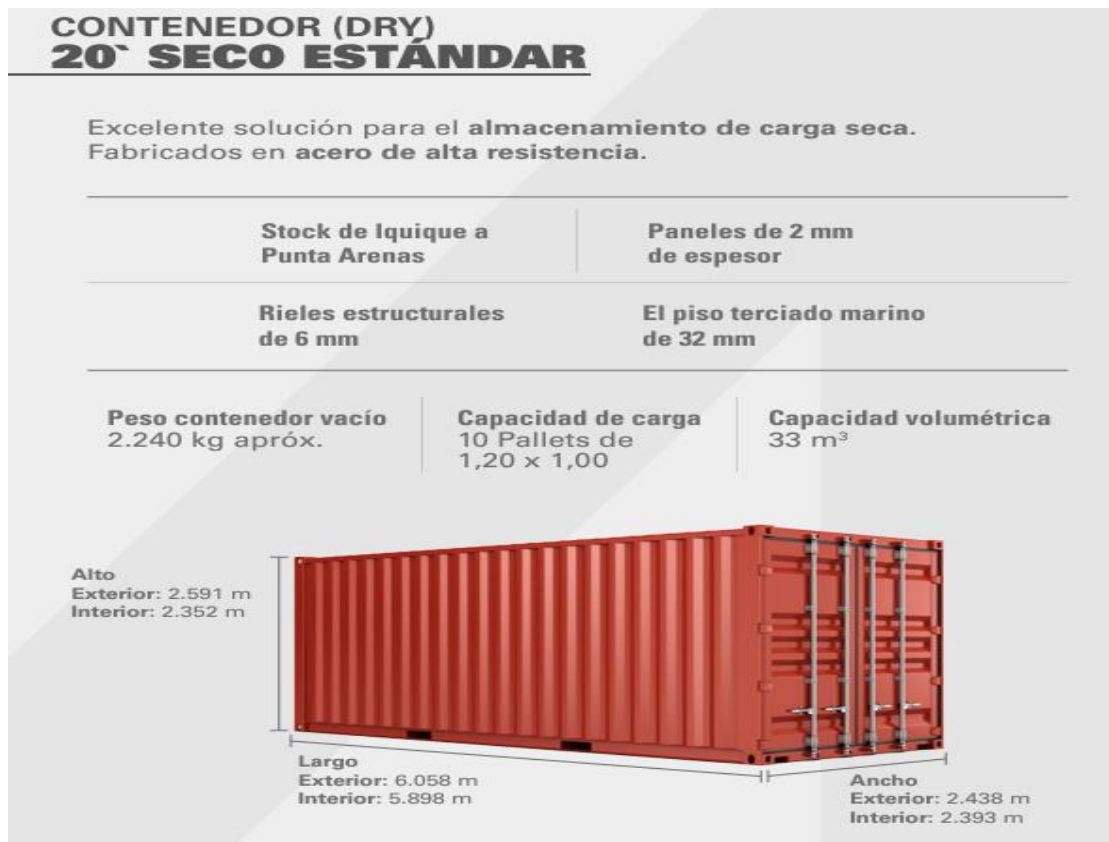 CONTENEDOR (DRY)
20` SECO ESTÁNDAR
Excelente solución para el almacenamiento de carga seca.
Fabricados en acero de alta resistencia.
Stock de Iquique a
Punta Arenas
Paneles de 2 mm
de espesor
Rieles estructurales
de 6 mm
El piso terciado marino
de 32 mm
Peso contenedor vacío
2.240 kg apróx.
Capacidad de carga
10 Pallets de
1,20 x 1,00
Capacidad volumétrica
33 m³
Alto
Exterior: 2.591 m
Interior: 2.352 m
Largo
Exterior: 6.058 m
Interior: 5.898 m
Ancho
Exterior: 2.438 m
Interior: 2.393 m